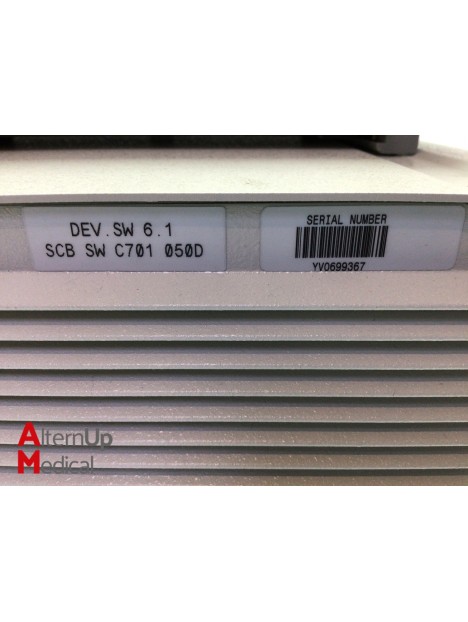 DEV.SW 6.1
SCB SW C701 050D
SERIAL NUMBER
YV0699367
AlternUp
Medical